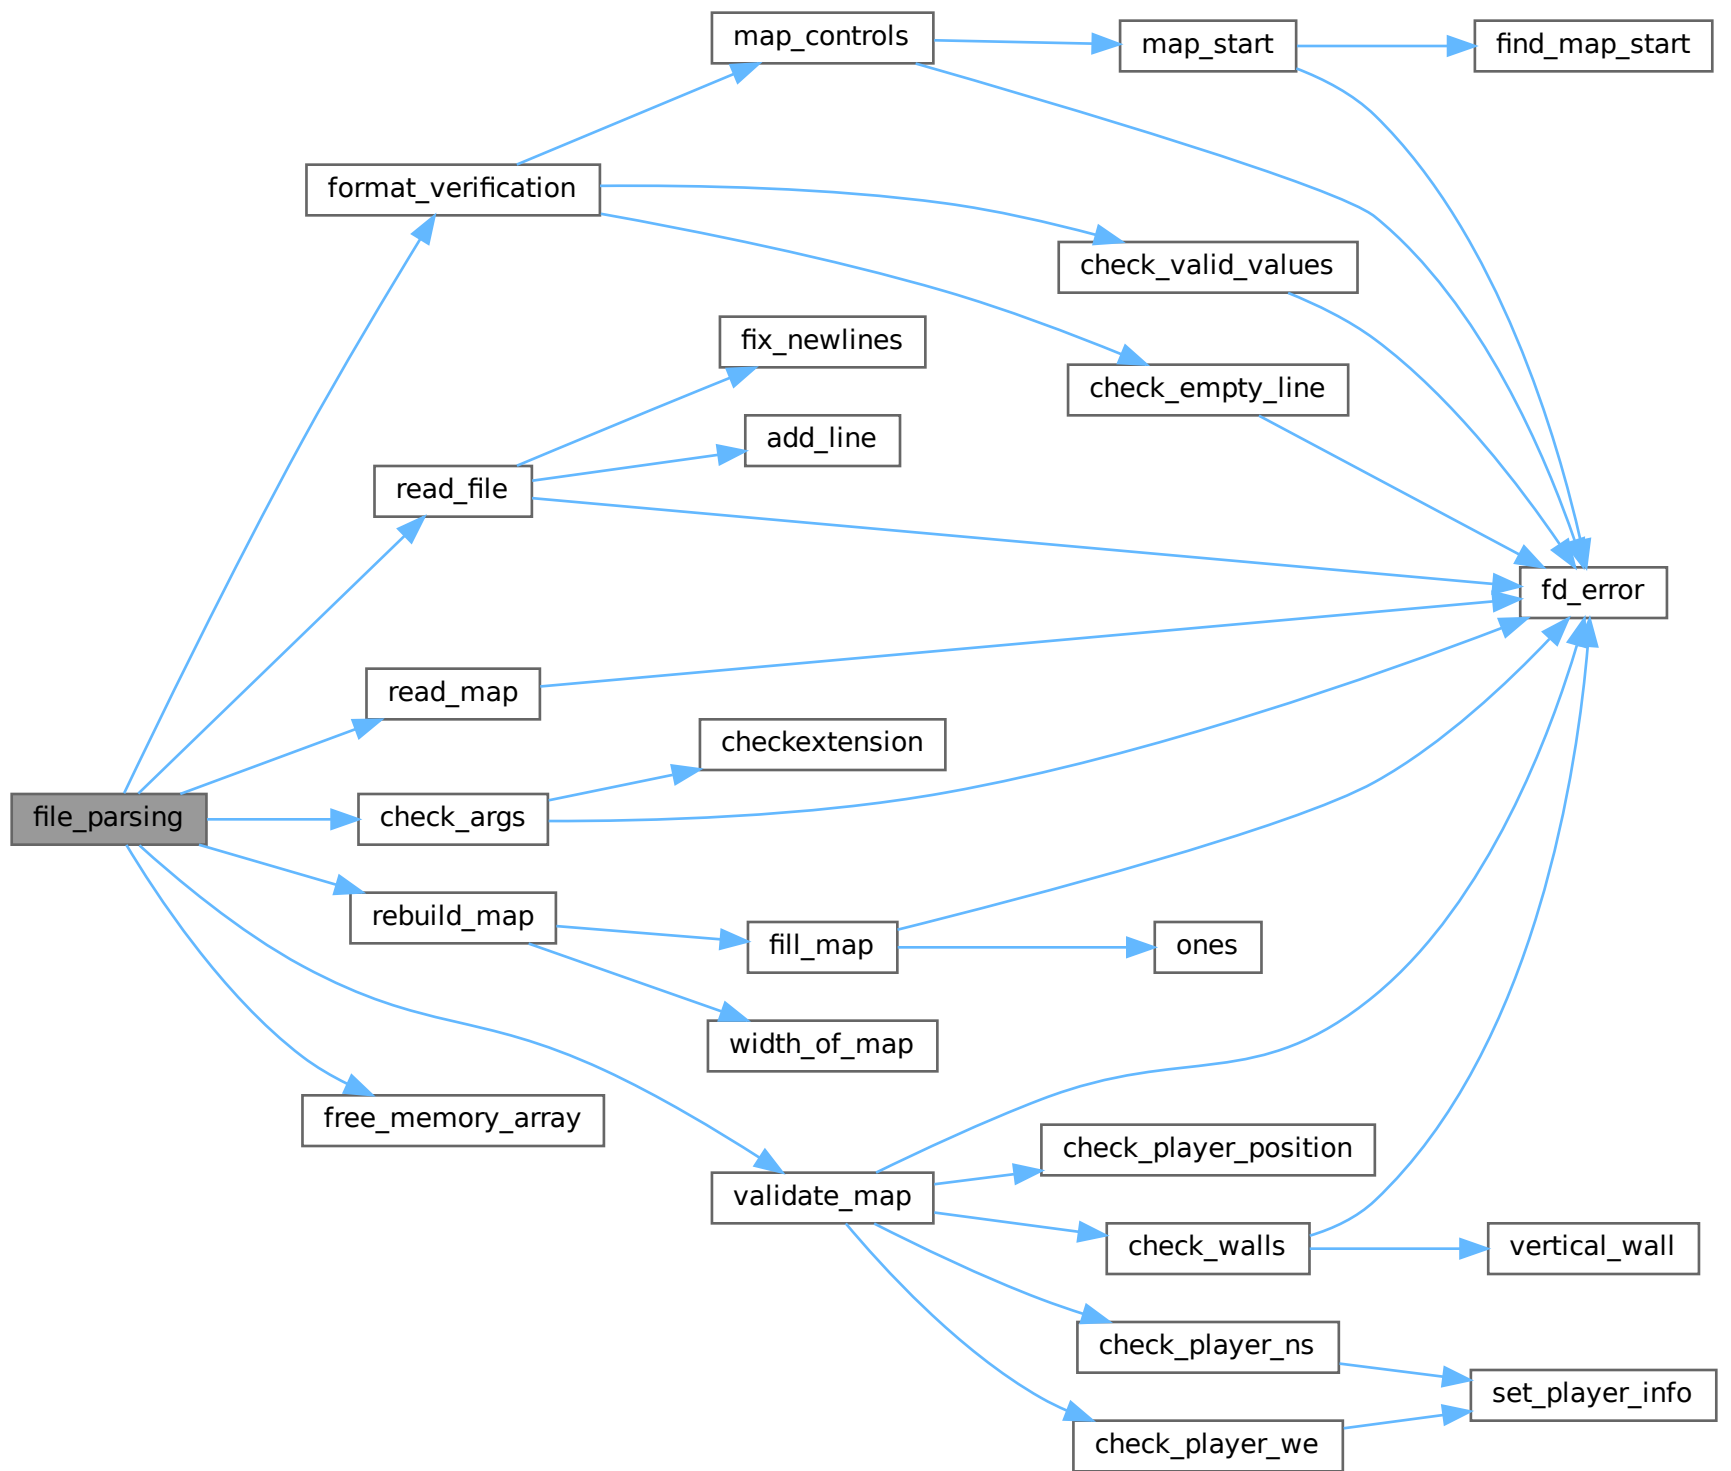 map_controls
map_start
find_map_start
format_verification
check_valid_values
fix_newlines
check_empty_line
add_line
read_file
fd_error
read_map
checkextension
file_parsing
check_args
rebuild_map
fill_map
ones
width_of_map
free_memory_array
check_player_position
validate_map
check_walls
vertical_wall
check_player_ns
set_player_info
check_player_we